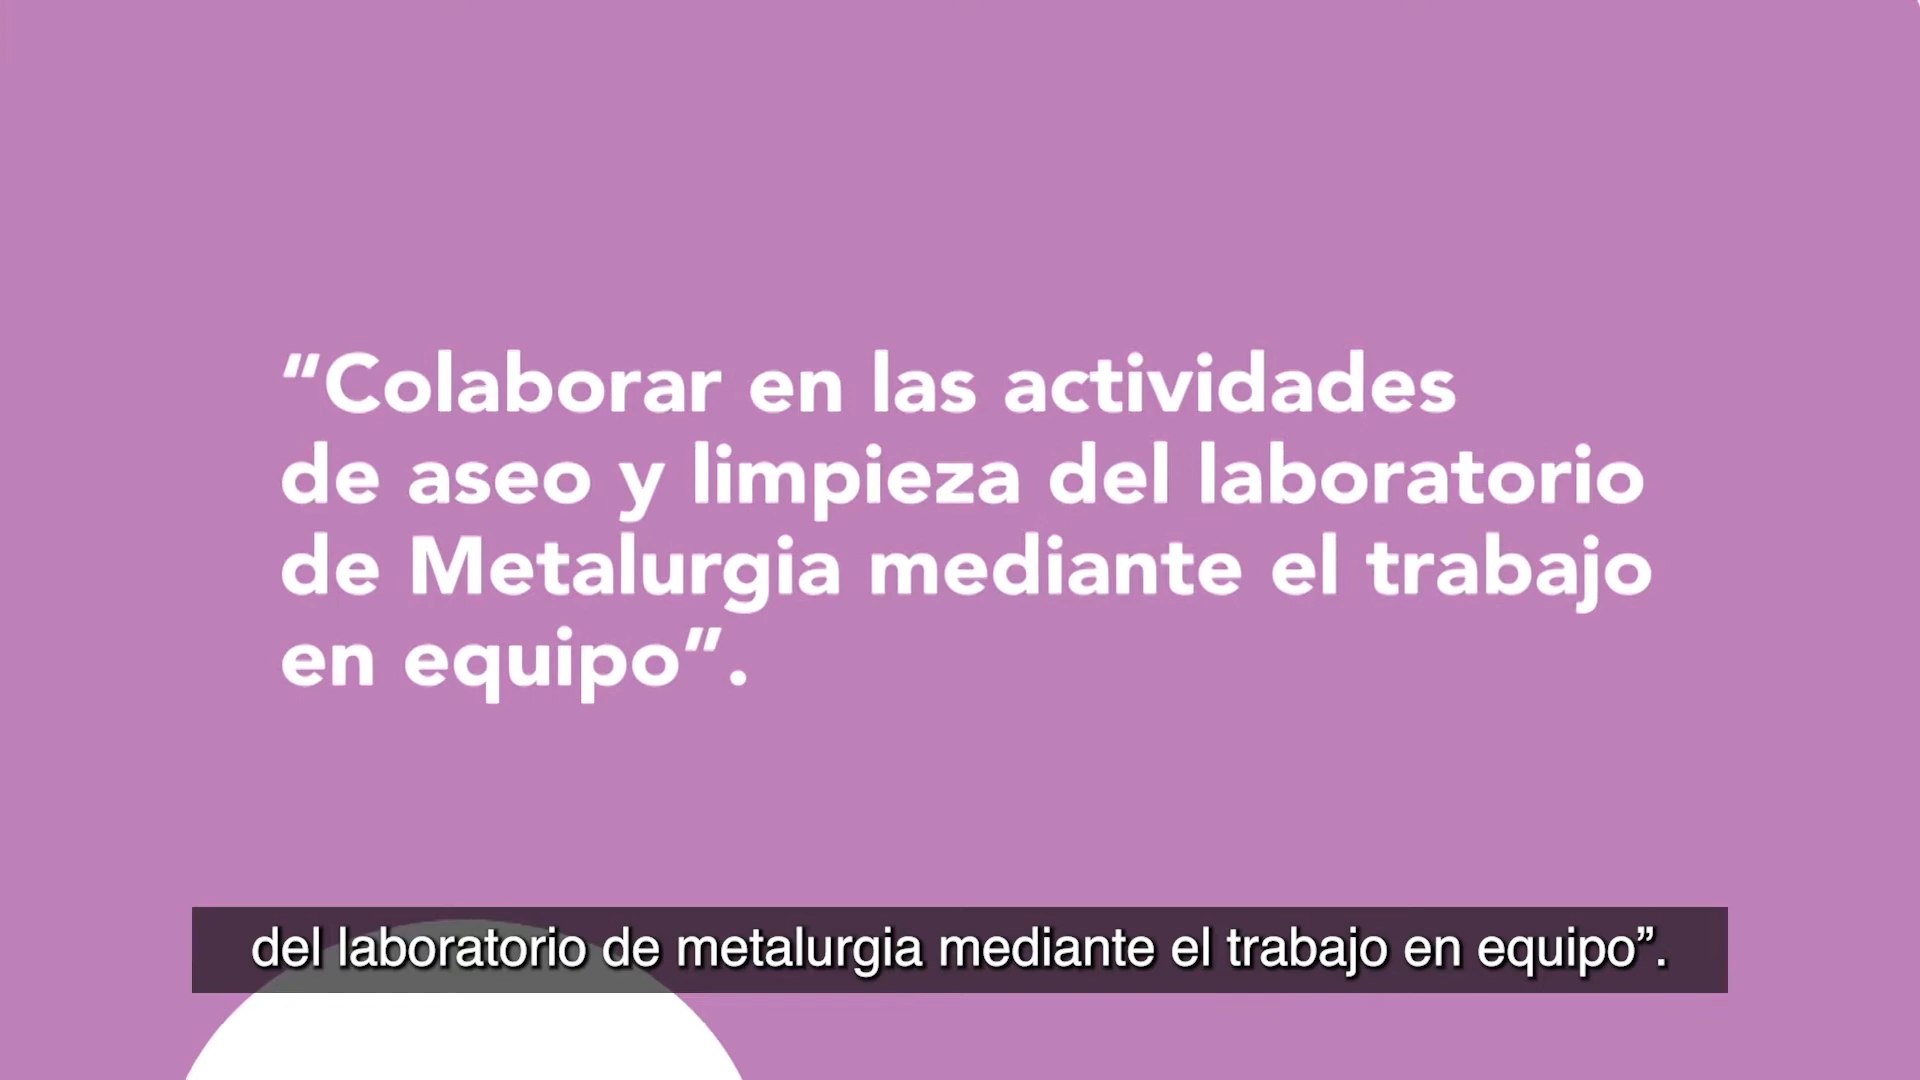 “Colaborar en las actividades
de aseo y limpieza del laboratorio
de Metalurgia mediante el trabajo
en equipo”.
del laboratorio de metalurgia mediante el trabajo en equipo”.